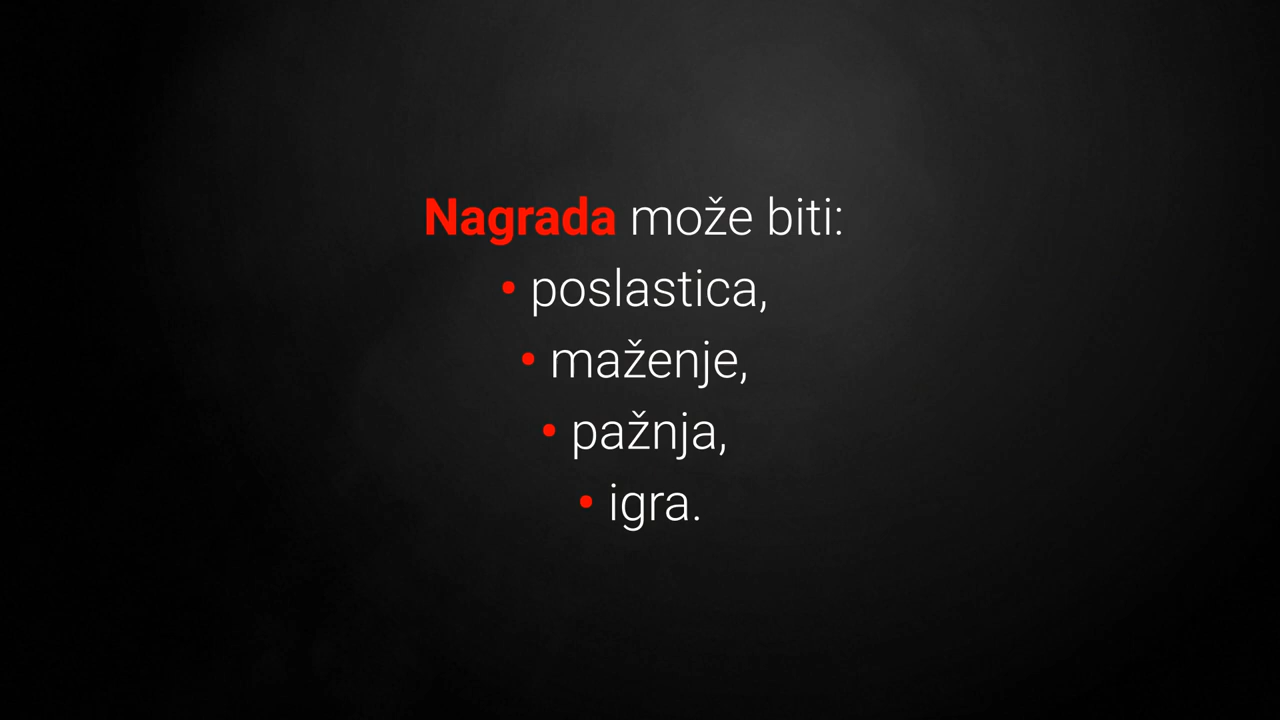 Nagrada može biti:
• poslastica,
• maženje,
• pažnja,
• igra.